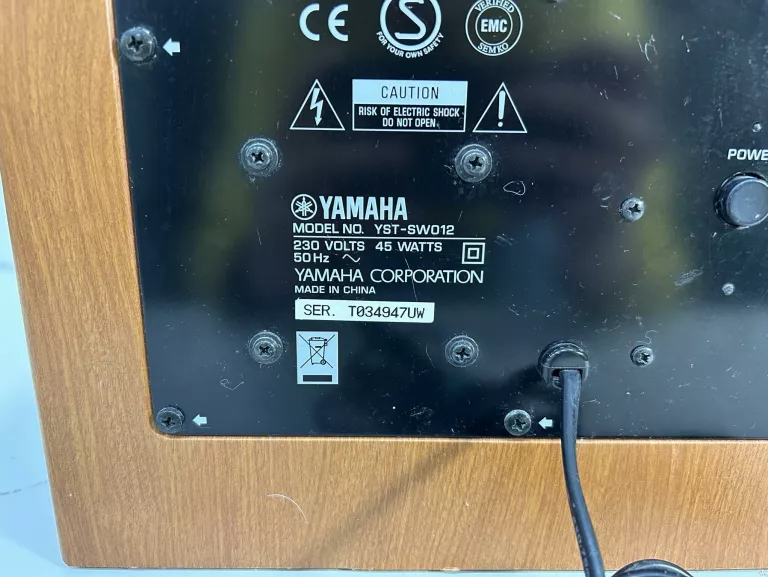 CE
S
FOR YOUR OWN SAFETY
VERIFIED
EMC
SEMKO
CAUTION
RISK OF ELECTRIC SHOCK
DO NOT OPEN
POWE
YAMAHA
MODEL NO. YST-SW012
230 VOLTS 45 WATTS
50Hz ~
YAMAHA CORPORATION
MADE IN CHINA
SER. T034947UW